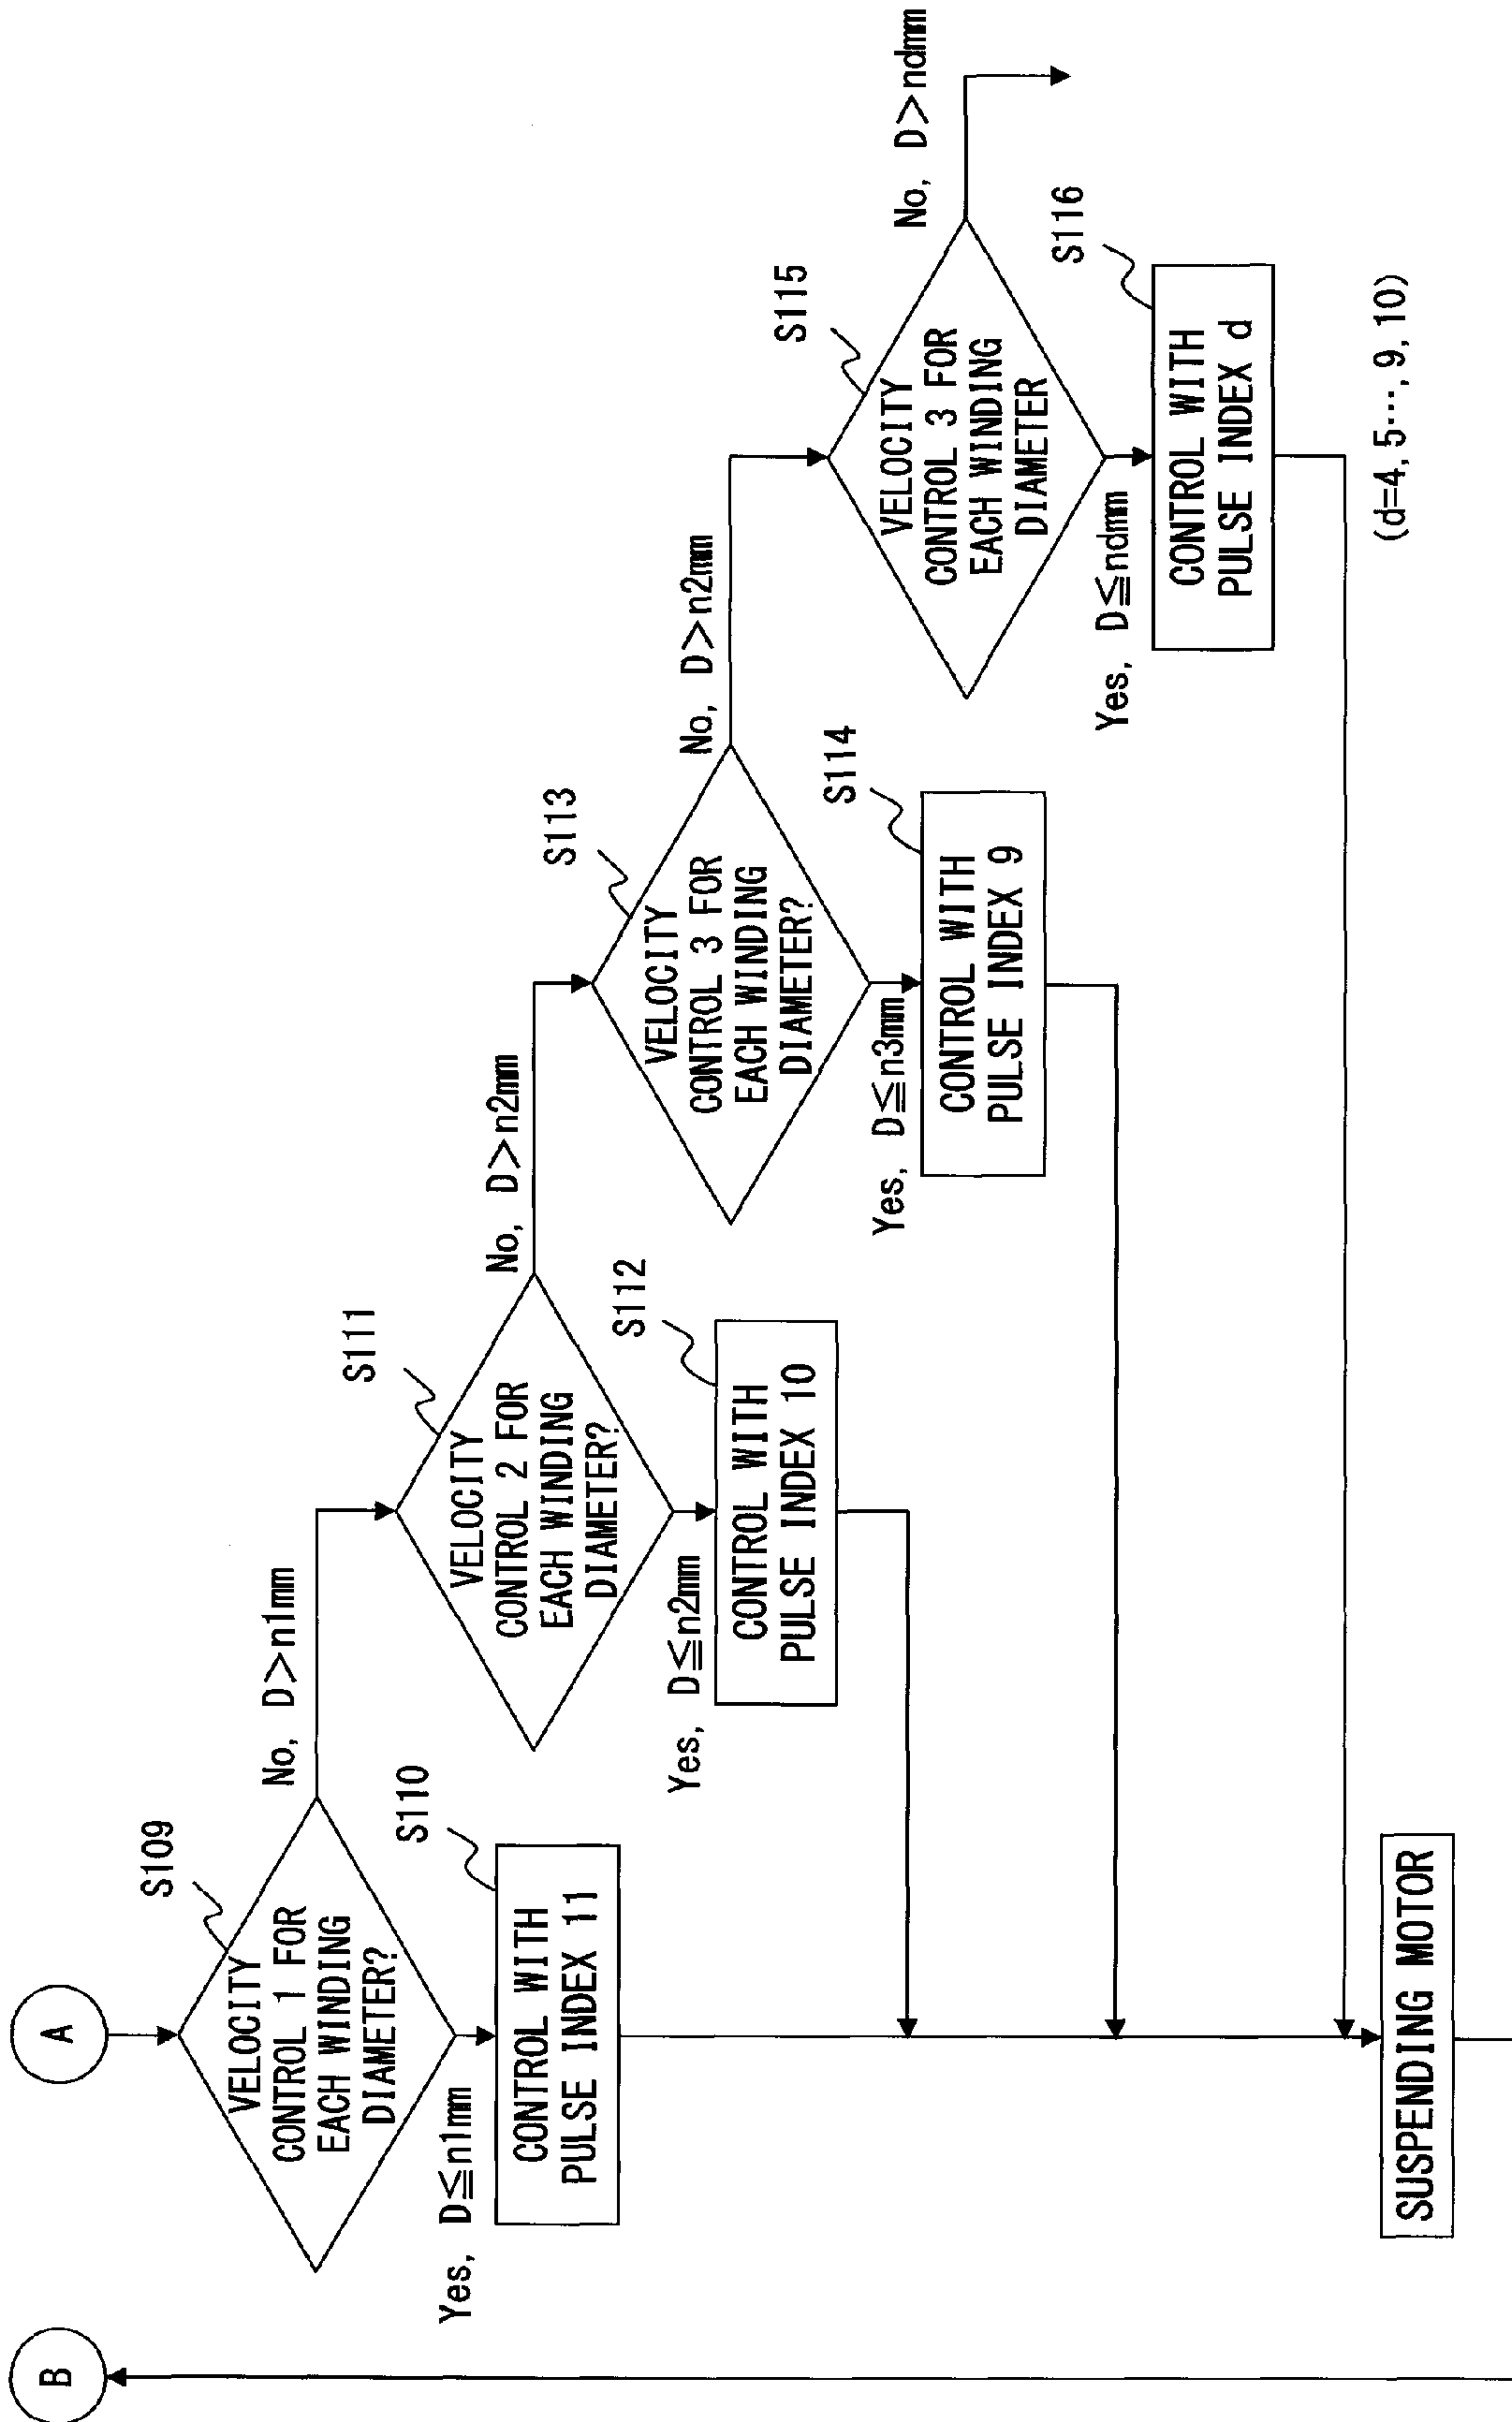 B
A
S109
VELOCITY
CONTROL 1 FOR
EACH WINDING
DIAMETER?
No, D>n1mm
Yes, D≦n1mm
S110
CONTROL WITH
PULSE INDEX 11
S111
VELOCITY
CONTROL 2 FOR
EACH WINDING
DIAMETER?
No, D>n2mm
Yes, D≦n2mm
S112
CONTROL WITH
PULSE INDEX 10
S113
VELOCITY
CONTROL 3 FOR
EACH WINDING
DIAMETER?
No, D>n2mm
Yes, D≦n3mm
S114
CONTROL WITH
PULSE INDEX 9
S115
VELOCITY
CONTROL 3 FOR
EACH WINDING
DIAMETER
No, D>ndmm
Yes, D≦ndmm
S116
CONTROL WITH
PULSE INDEX d
(d=4, 5⋯, 9, 10)
SUSPENDING MOTOR